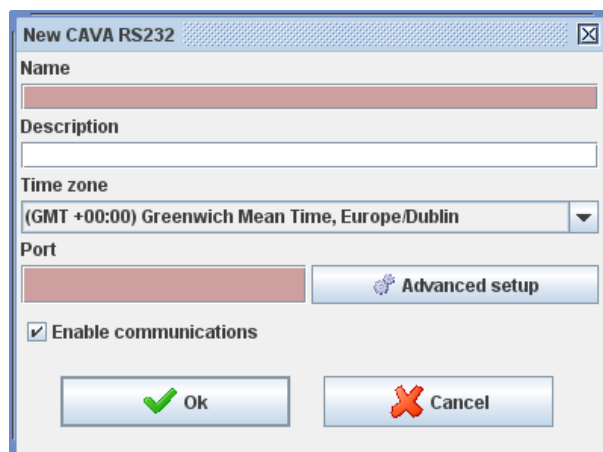 New CAVA RS232
Name
Description
Time zone
(GMT +00:00) Greenwich Mean Time, Europe/Dublin
Port
Advanced setup
Enable communications
Ok
Cancel